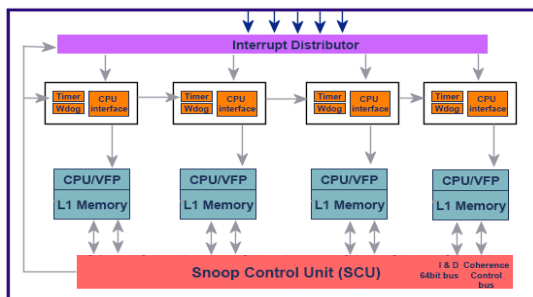 Interrupt Distributor
Timer
Wdog
CPU
interface
Timer
Wdog
CPU
interface
Timer
Wdog
CPU
interface
Timer
Wdog
CPU
interface
CPU/VFP
L1 Memory
CPU/VFP
L1 Memory
CPU/VFP
L1 Memory
CPU/VFP
L1 Memory
Snoop Control Unit (SCU)
I & D
64bit bus
Coherence
Control
bus